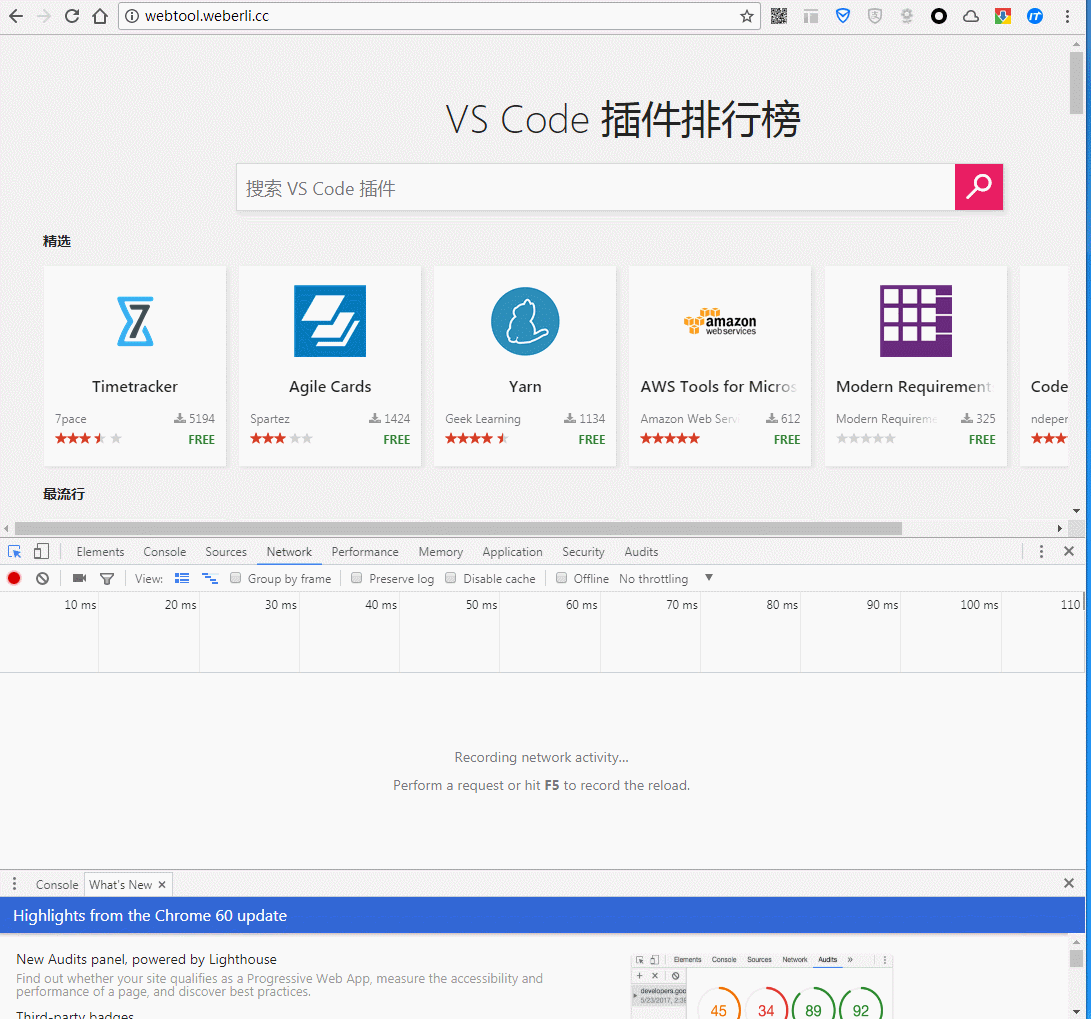 webtool.weberli.cc
VS Code 插件排行榜
搜索 VS Code 插件
精选
7
amazon
web services
Timetracker Agile Cards Yarn AWS Tools for Micros Modern Requirement Code
7pace 5194 Spartez 1424 Geek Learning 1134 Amazon Web Serv 612 Modern Requireme 325 ndeper
FREE FREE FREE FREE FREE
最流行
Elements Console Sources Network Performance Memory Application Security Audits
View: Group by frame Preserve log Disable cache Offline No throttling
10 ms 20 ms 30 ms 40 ms 50 ms 60 ms 70 ms 80 ms 90 ms 100 ms 110
Recording network activity...
Perform a request or hit F5 to record the reload.
Console What's New
Highlights from the Chrome 60 update
New Audits panel, powered by Lighthouse
Find out whether your site qualifies as a Progressive Web App, measure the accessibility and
performance of a page, and discover best practices.
Third-party badges
Elements Console Sources Network Audits
developers.goo
5/23/2017, 2:38
45 34 89 92